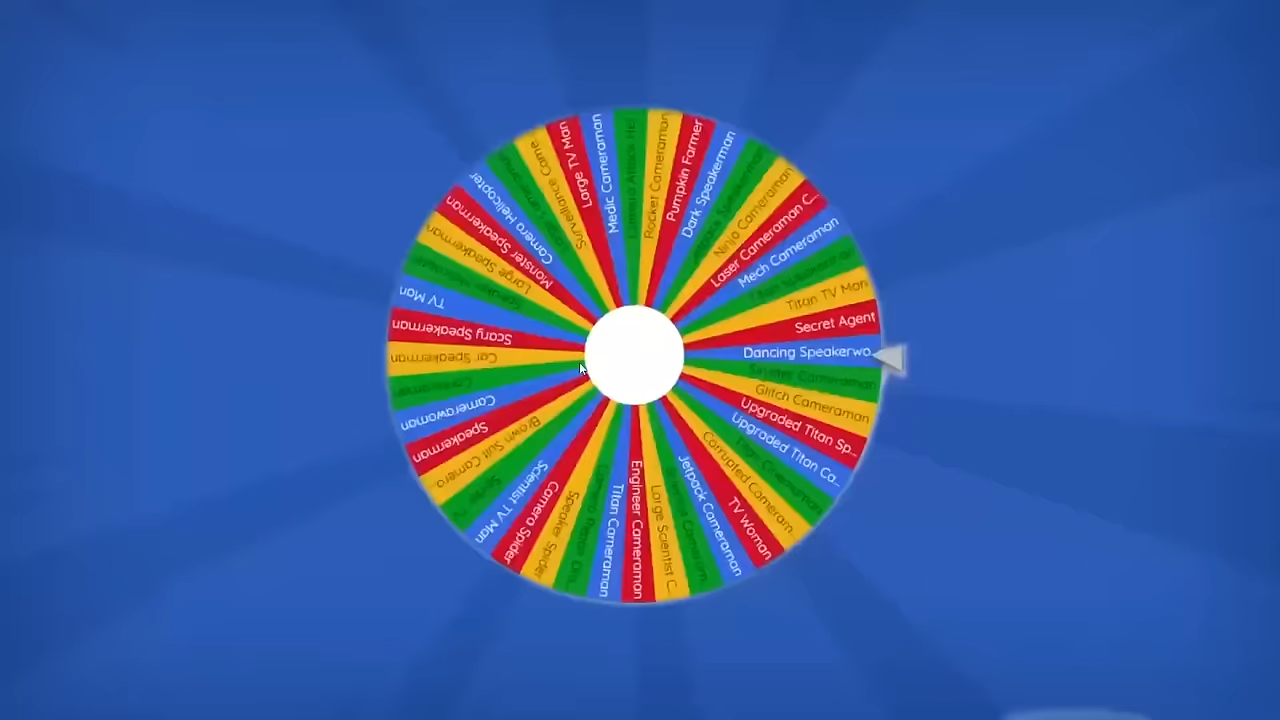 Large TV Man
Medic Cameraman
Rocket Cameraman
Pumpkin Farmer
Dark Speakerman
Ninja Cameraman
Laser Cameraman C...
Mech Cameraman
Titan TV Man
Secret Agent
Dancing Speakerwo...
Glitch Cameraman
Upgraded Titan Sp...
Upgraded Titan Ca...
Corrupted Cameram...
TV Woman
Jetpack Cameraman
Large Scientist C...
Engineer Cameraman
Titan Cameraman
Speaker Spider
Camera Spider
Scientist TV Man
Brown Suit Camera...
Speakerman
Camerawoman
Cameraman
Car Speakerman
Scary Speakerman
TV Man
Large Speakerman
Monster Speakerman
Camera Helicopter
Surveillance Came...